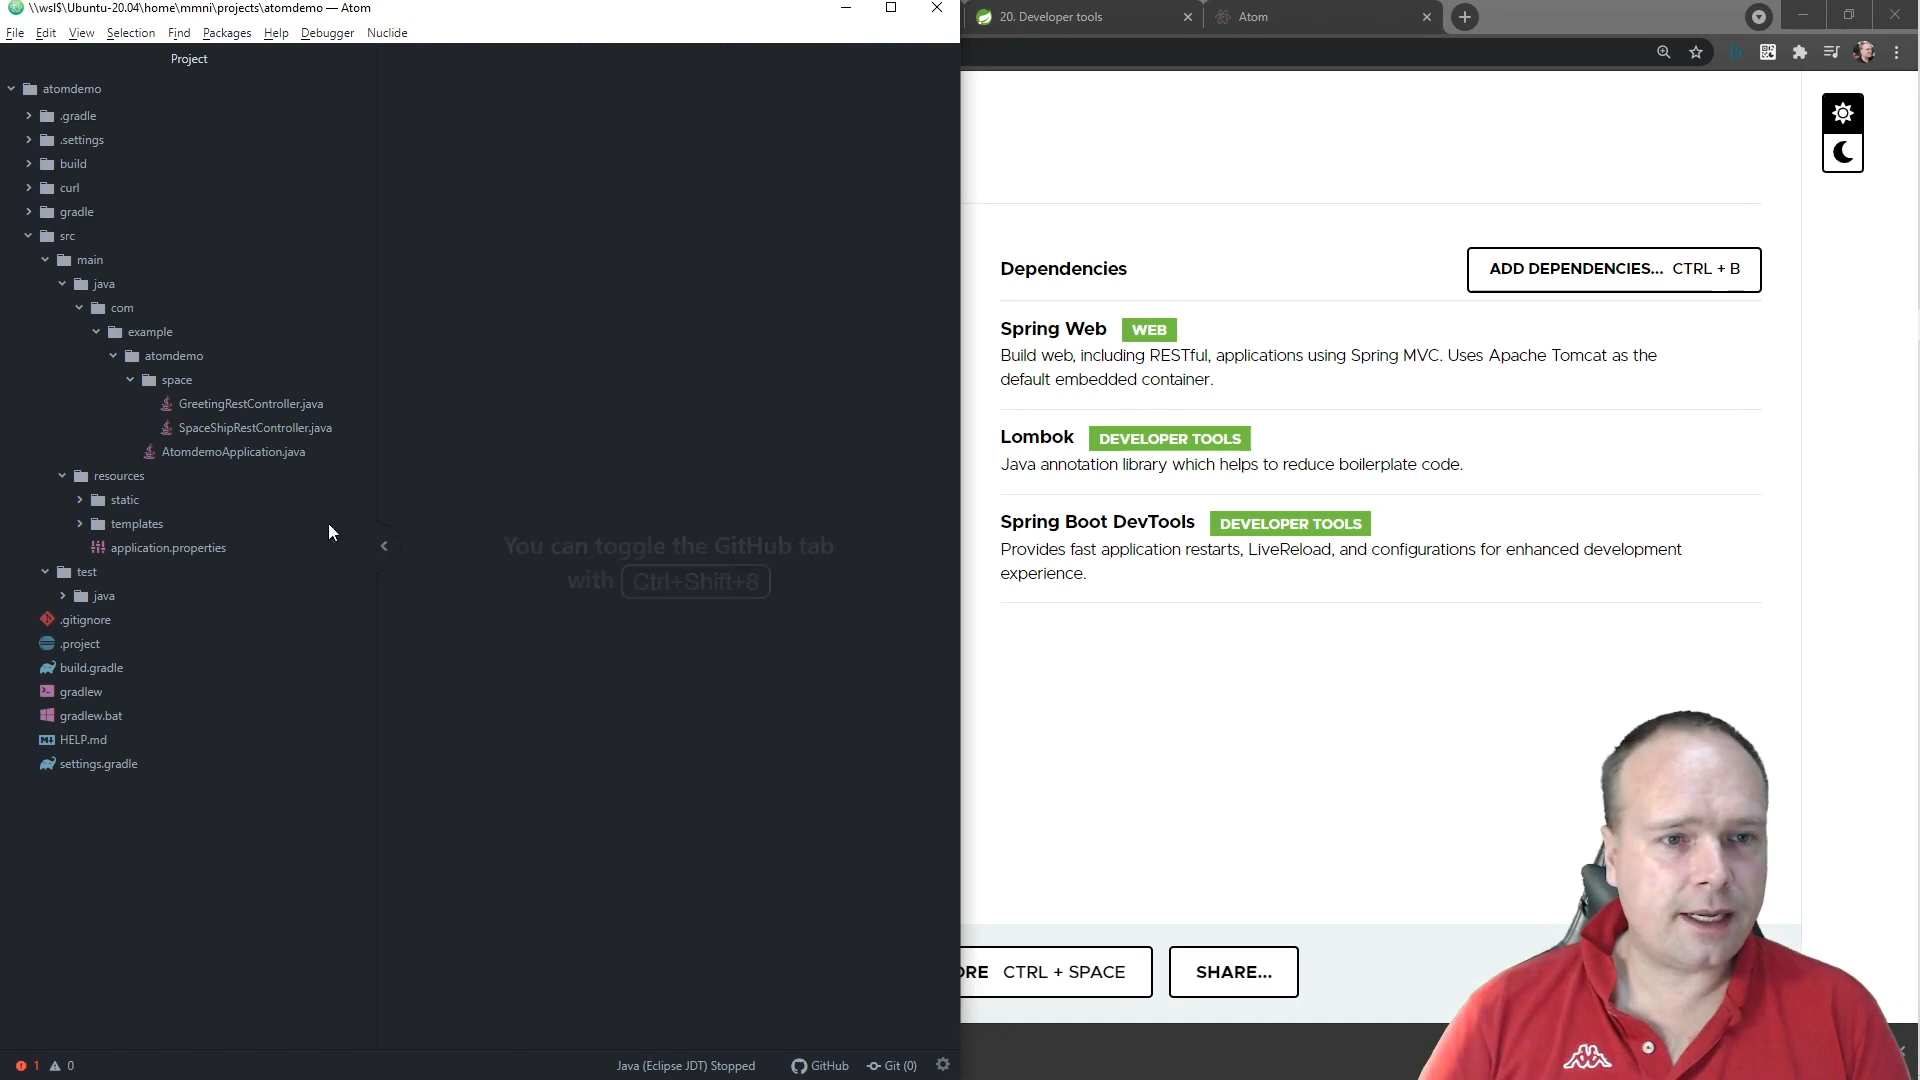 \\wsl$\Ubuntu-20.04\home\mmni\projects\atomdemo — Atom
File Edit View Selection Find Packages Help Debugger Nuclide
Project
atomdemo
.gradle
.settings
build
curl
gradle
src
main
java
com
example
atomdemo
space
GreetingRestController.java
SpaceShipRestController.java
AtomdemoApplication.java
resources
static
templates
application.properties
test
java
.gitignore
.project
build.gradle
gradlew
gradlew.bat
HELP.md
settings.gradle
You can toggle the GitHub tab
with Ctrl+Shift+8
1 0
Java (Eclipse JDT) Stopped GitHub Git (0)
20. Developer tools
Atom
Dependencies
ADD DEPENDENCIES... CTRL + B
Spring Web WEB
Build web, including RESTful, applications using Spring MVC. Uses Apache Tomcat as the
default embedded container.
Lombok DEVELOPER TOOLS
Java annotation library which helps to reduce boilerplate code.
Spring Boot DevTools DEVELOPER TOOLS
Provides fast application restarts, LiveReload, and configurations for enhanced development
experience.
ORE CTRL + SPACE
SHARE...